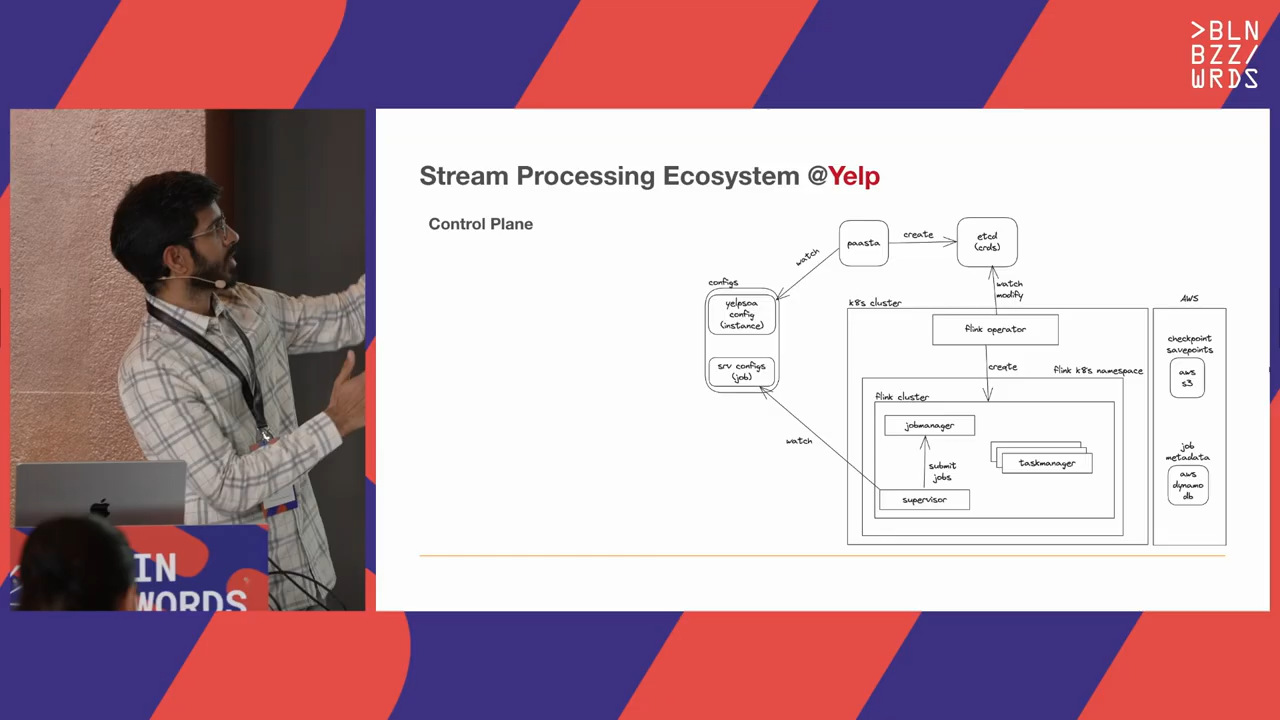 >BLN
BZZ/
WRDS
Stream Processing Ecosystem @Yelp
Control Plane
paasta
create
etcd
(crds)
watch
watch
modify
configs
yelpsoa
config
(instance)
srv configs
(job)
watch
k8s cluster
flink operator
create
flink k8s namespace
flink cluster
jobmanager
submit
jobs
supervisor
taskmanager
AWS
checkpoint
savepoints
aws
s3
job
metadata
aws
dynamo
db
IN
WORDS